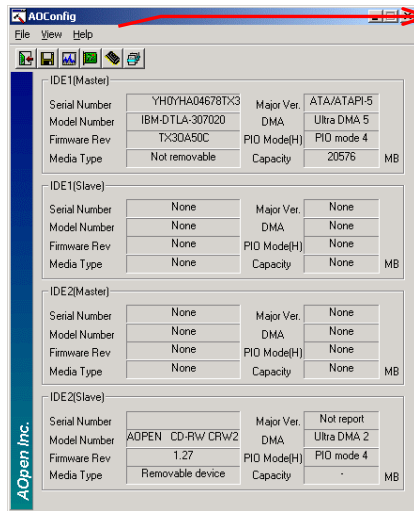 AOConfig
File View Help
IDE1(Master)
Serial Number YH0YHA04678TX3 Major Ver. ATA/ATAPI-5
Model Number IBM-DTLA-307020 DMA Ultra DMA 5
Firmware Rev TX30A50C PIO Mode(H) PIO mode 4
Media Type Not removable Capacity 20576 MB
IDE1(Slave)
Serial Number None Major Ver. None
Model Number None DMA None
Firmware Rev None PIO Mode(H) None
Media Type None Capacity None MB
IDE2(Master)
Serial Number None Major Ver. None
Model Number None DMA None
Firmware Rev None PIO Mode(H) None
Media Type None Capacity None MB
IDE2(Slave)
Serial Number Major Ver. Not report
Model Number AOPEN CD-RW CRW2 DMA Ultra DMA 2
Firmware Rev 1.27 PIO Mode(H) PIO mode 4
Media Type Removable device Capacity - MB
AOpen Inc.